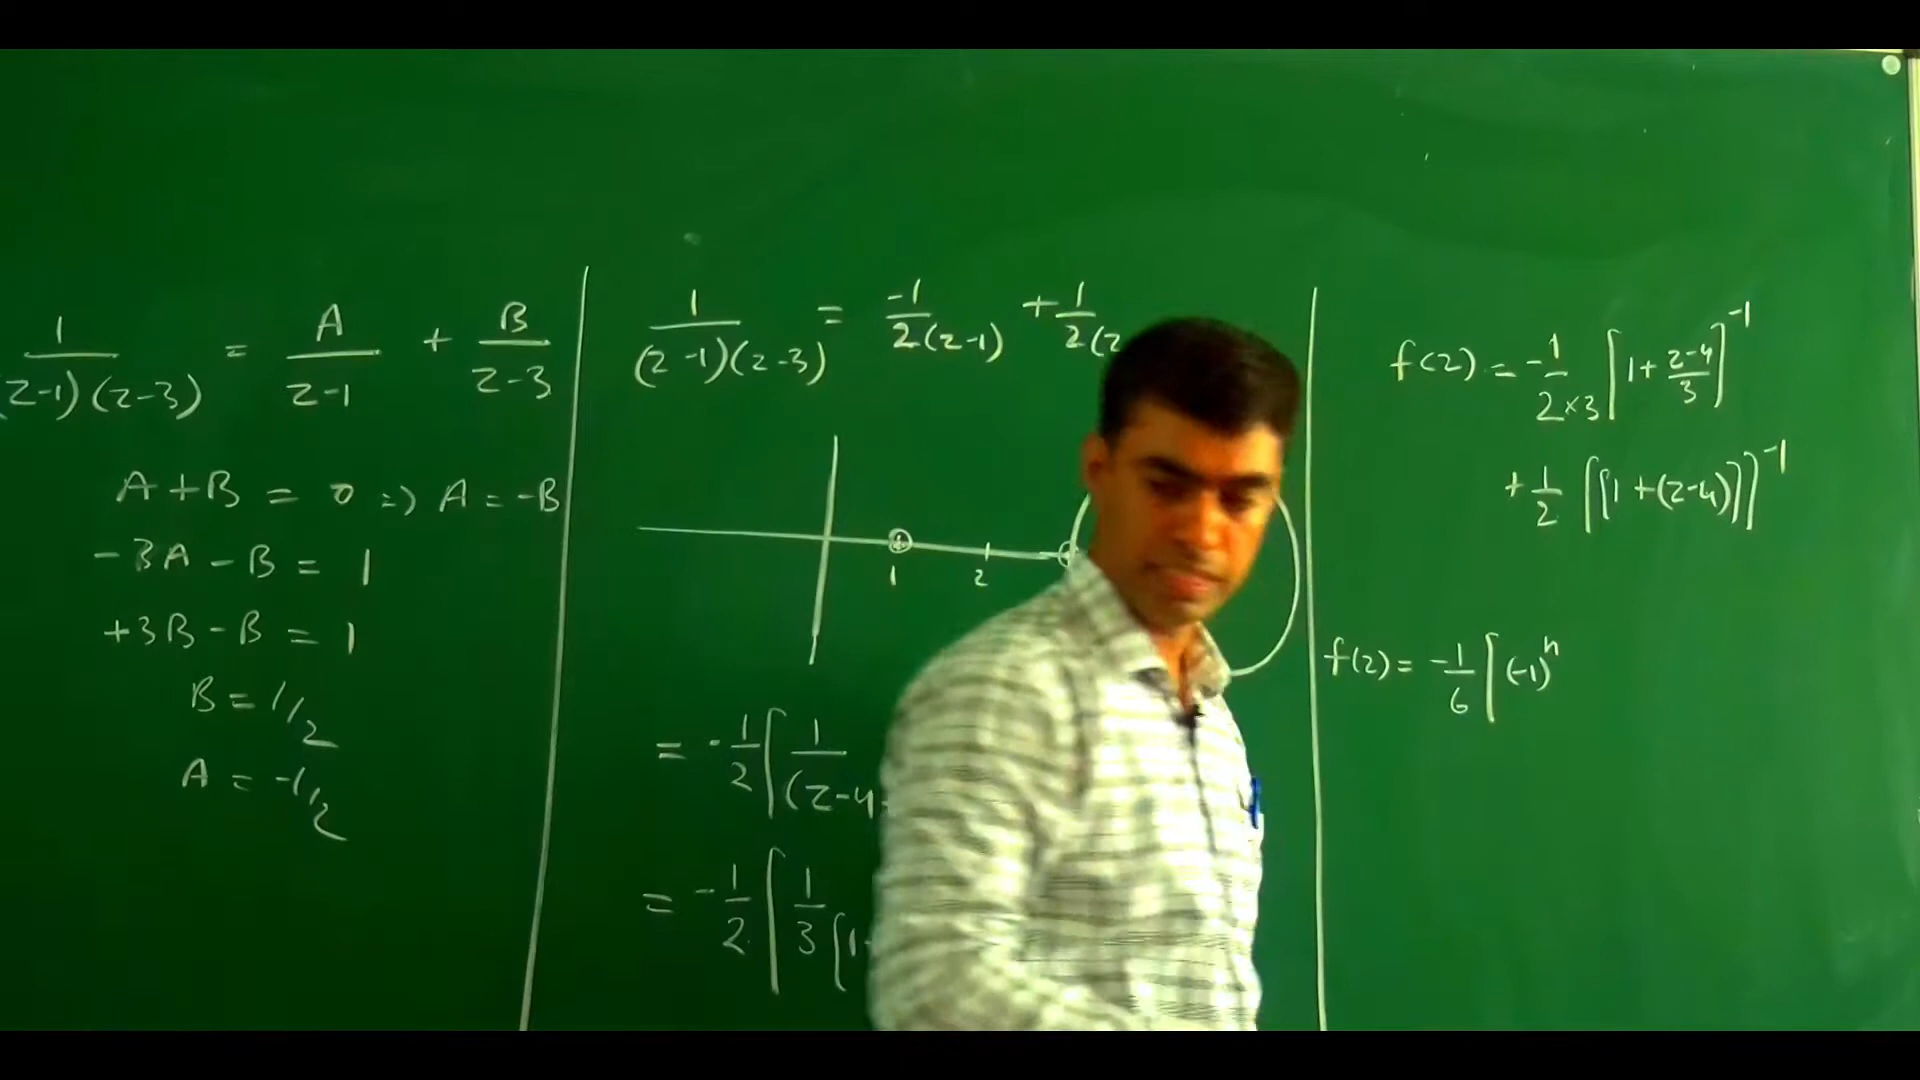 1/(z-1)(z-3) = A/(z-1) + B/(z-3)
A+B = 0 => A = -B
-3A - B = 1
+3B - B = 1
B = 1/2
A = -1/2
1/((z-1)(z-3)) = -1/2(z-1) + 1/2(z
1 2
= -1/2 [ 1/(z-4
= -1/2 [ 1/3 [1
f(z) = -1/2×3 [1+ (z-4)/3]^-1
+ 1/2 [[1+(z-4)]]^-1
f(z) = -1/6 [(-1)^n